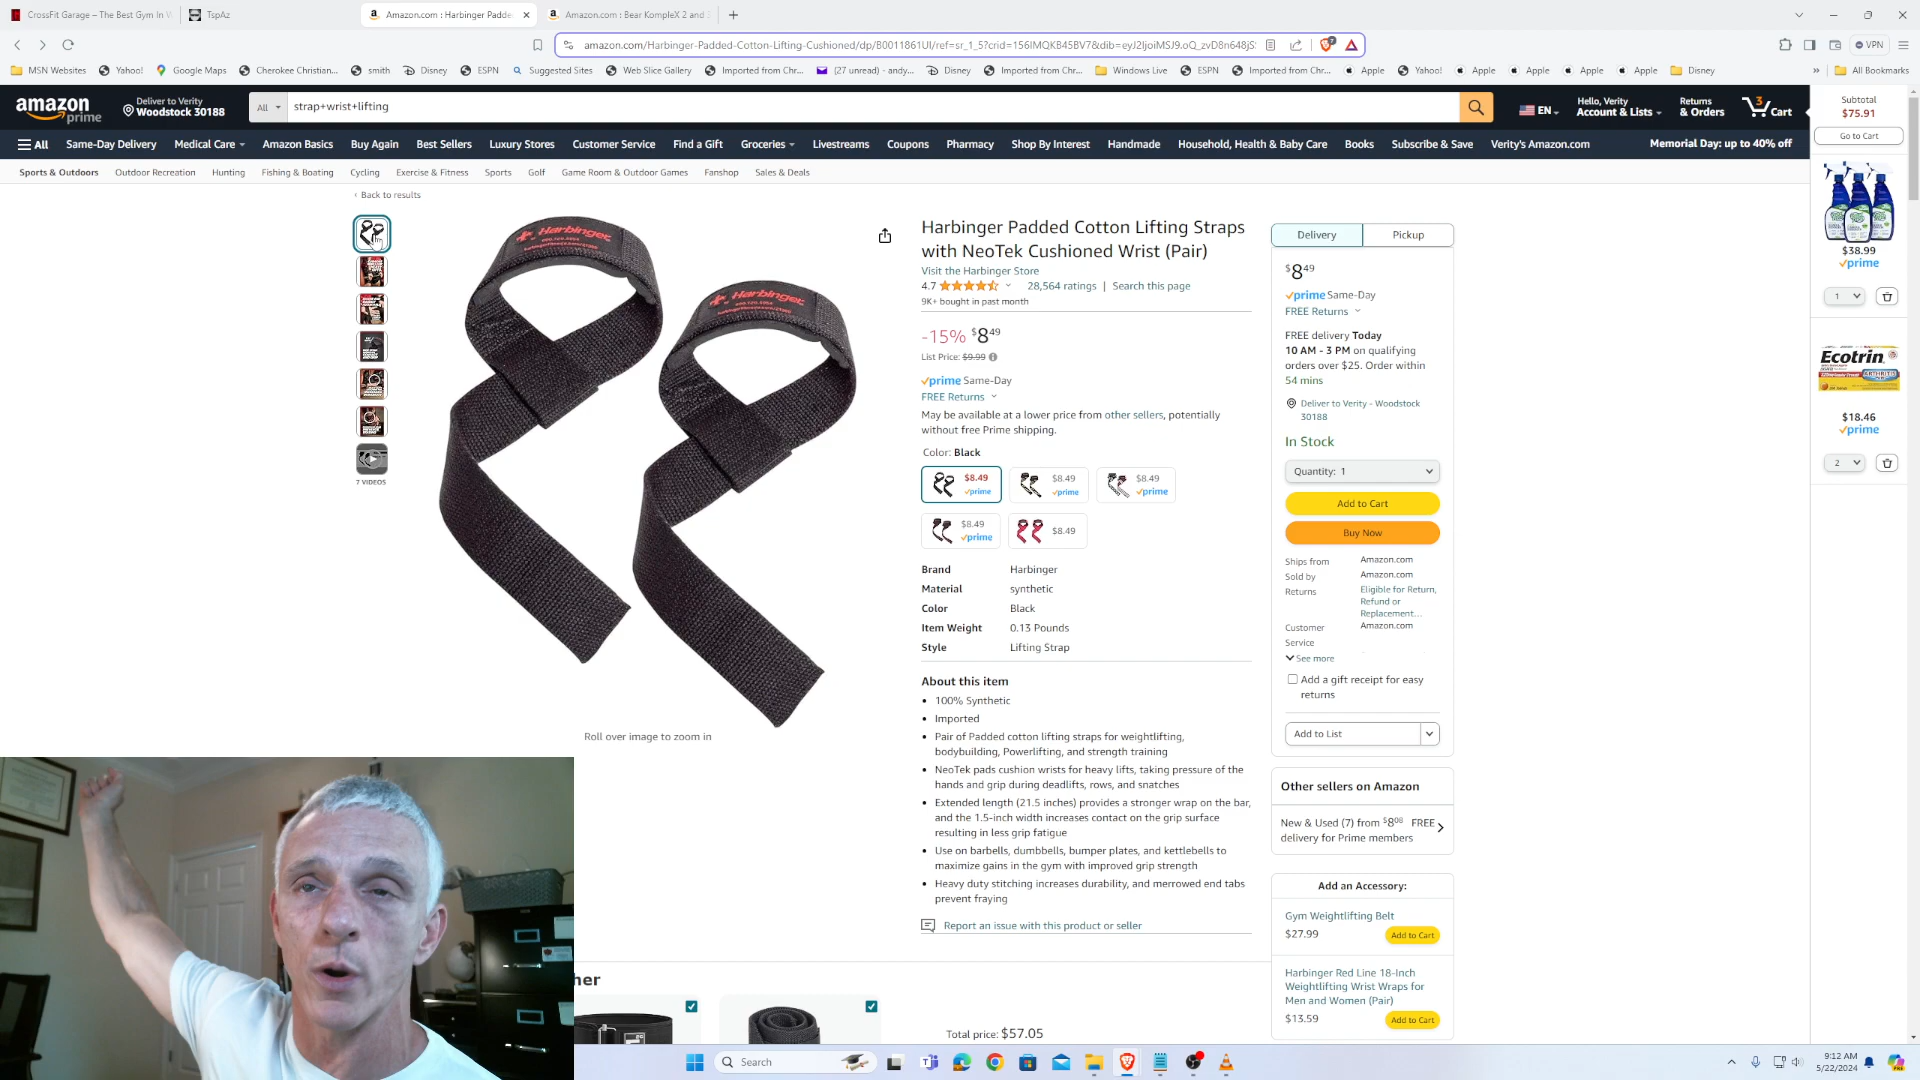 CrossFit Garage – The Best Gym In
TspAz
Amazon.com : Harbinger Padde
Amazon.com : Bear KompleX 2 and
amazon.com/Harbinger-Padded-Cotton-Lifting-Cushioned/dp/B0011861UI/ref=sr_1_5?crid=156IMQKB45BV7&dib=eyJ2IjoiMSJ9.oQ_zvD8n648jS
VPN
MSN Websites
Yahoo!
Google Maps
Cherokee Christian...
smith
Disney
ESPN
Suggested Sites
Web Slice Gallery
Imported from Chr...
(27 unread) - andy...
Disney
Imported from Chr...
Windows Live
ESPN
Imported from Chr...
Apple
Yahoo!
Apple
Apple
Apple
Apple
Disney
All Bookmarks
amazon
prime
Deliver to Verity
Woodstock 30188
All
strap+wrist+lifting
EN
Hello, Verity
Account & Lists
Returns
& Orders
3
Cart
Subtotal
$75.91
Go to Cart
All
Same-Day Delivery
Medical Care
Amazon Basics
Buy Again
Best Sellers
Luxury Stores
Customer Service
Find a Gift
Groceries
Livestreams
Coupons
Pharmacy
Shop By Interest
Handmade
Household, Health & Baby Care
Books
Subscribe & Save
Verity's Amazon.com
Memorial Day: up to 40% off
Sports & Outdoors
Outdoor Recreation
Hunting
Fishing & Boating
Cycling
Exercise & Fitness
Sports
Golf
Game Room & Outdoor Games
Fanshop
Sales & Deals
‹ Back to results
7 VIDEOS
Harbinger
Harbinger
Roll over image to zoom in
Harbinger Padded Cotton Lifting Straps
with NeoTek Cushioned Wrist (Pair)
Visit the Harbinger Store
4.7
28,564 ratings | Search this page
9K+ bought in past month
-15% $8 49
List Price: $9.99
prime Same-Day
FREE Returns
May be available at a lower price from other sellers, potentially
without free Prime shipping.
Color: Black
$8.49
prime
$8.49
prime
$8.49
prime
$8.49
prime
$8.49
Brand Harbinger
Material synthetic
Color Black
Item Weight 0.13 Pounds
Style Lifting Strap
About this item
• 100% Synthetic
• Imported
• Pair of Padded cotton lifting straps for weightlifting,
bodybuilding, Powerlifting, and strength training
• NeoTek pads cushion wrists for heavy lifts, taking pressure of the
hands and grip during deadlifts, rows, and snatches
• Extended length (21.5 inches) provides a stronger wrap on the bar,
and the 1.5-inch width increases contact on the grip surface
resulting in less grip fatigue
• Use on barbells, dumbbells, bumper plates, and kettlebells to
maximize gains in the gym with improved grip strength
• Heavy duty stitching increases durability, and merrowed end tabs
prevent fraying
Report an issue with this product or seller
her
Total price: $57.05
Delivery
Pickup
$8 49
prime Same-Day
FREE Returns
FREE delivery Today
10 AM - 3 PM on qualifying
orders over $25. Order within
54 mins
Deliver to Verity - Woodstock
30188
In Stock
Quantity: 1
Add to Cart
Buy Now
Ships from Amazon.com
Sold by Amazon.com
Returns Eligible for Return,
Refund or
Replacement...
Customer Amazon.com
Service
See more
Add a gift receipt for easy
returns
Add to List
Other sellers on Amazon
New & Used (7) from $8 08 FREE
delivery for Prime members
Add an Accessory:
Gym Weightlifting Belt
$27.99
Add to Cart
Harbinger Red Line 18-Inch
Weightlifting Wrist Wraps for
Men and Women (Pair)
$13.59
Add to Cart
$38.99
prime
1
Ecotrin
ARTHRITIS
$18.46
prime
2
Search
9:12 AM
5/22/2024